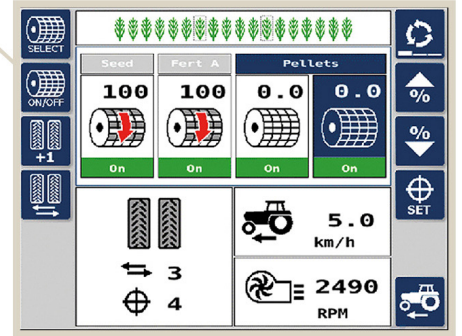 SELECT
ON/OFF
+1
Seed
Fert A
Pellets
100
100
0.0
0.0
On
On
On
On
3
4
5.0
km/h
2490
RPM
%
%
SET